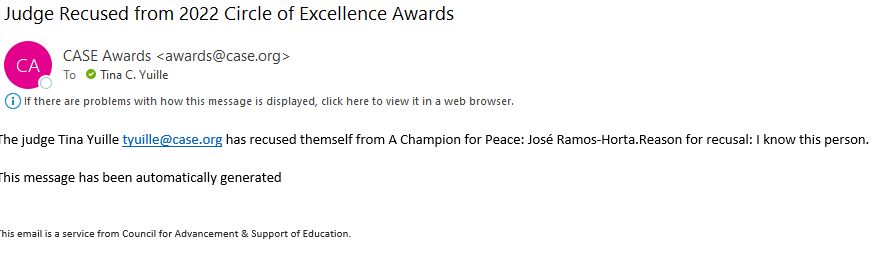 Judge Recused from 2022 Circle of Excellence Awards
CA
CASE Awards <awards@case.org>
To Tina C. Yuille
If there are problems with how this message is displayed, click here to view it in a web browser.
The judge Tina Yuille tyuille@case.org has recused themself from A Champion for Peace: José Ramos-Horta.Reason for recusal: I know this person.
This message has been automatically generated
This email is a service from Council for Advancement & Support of Education.